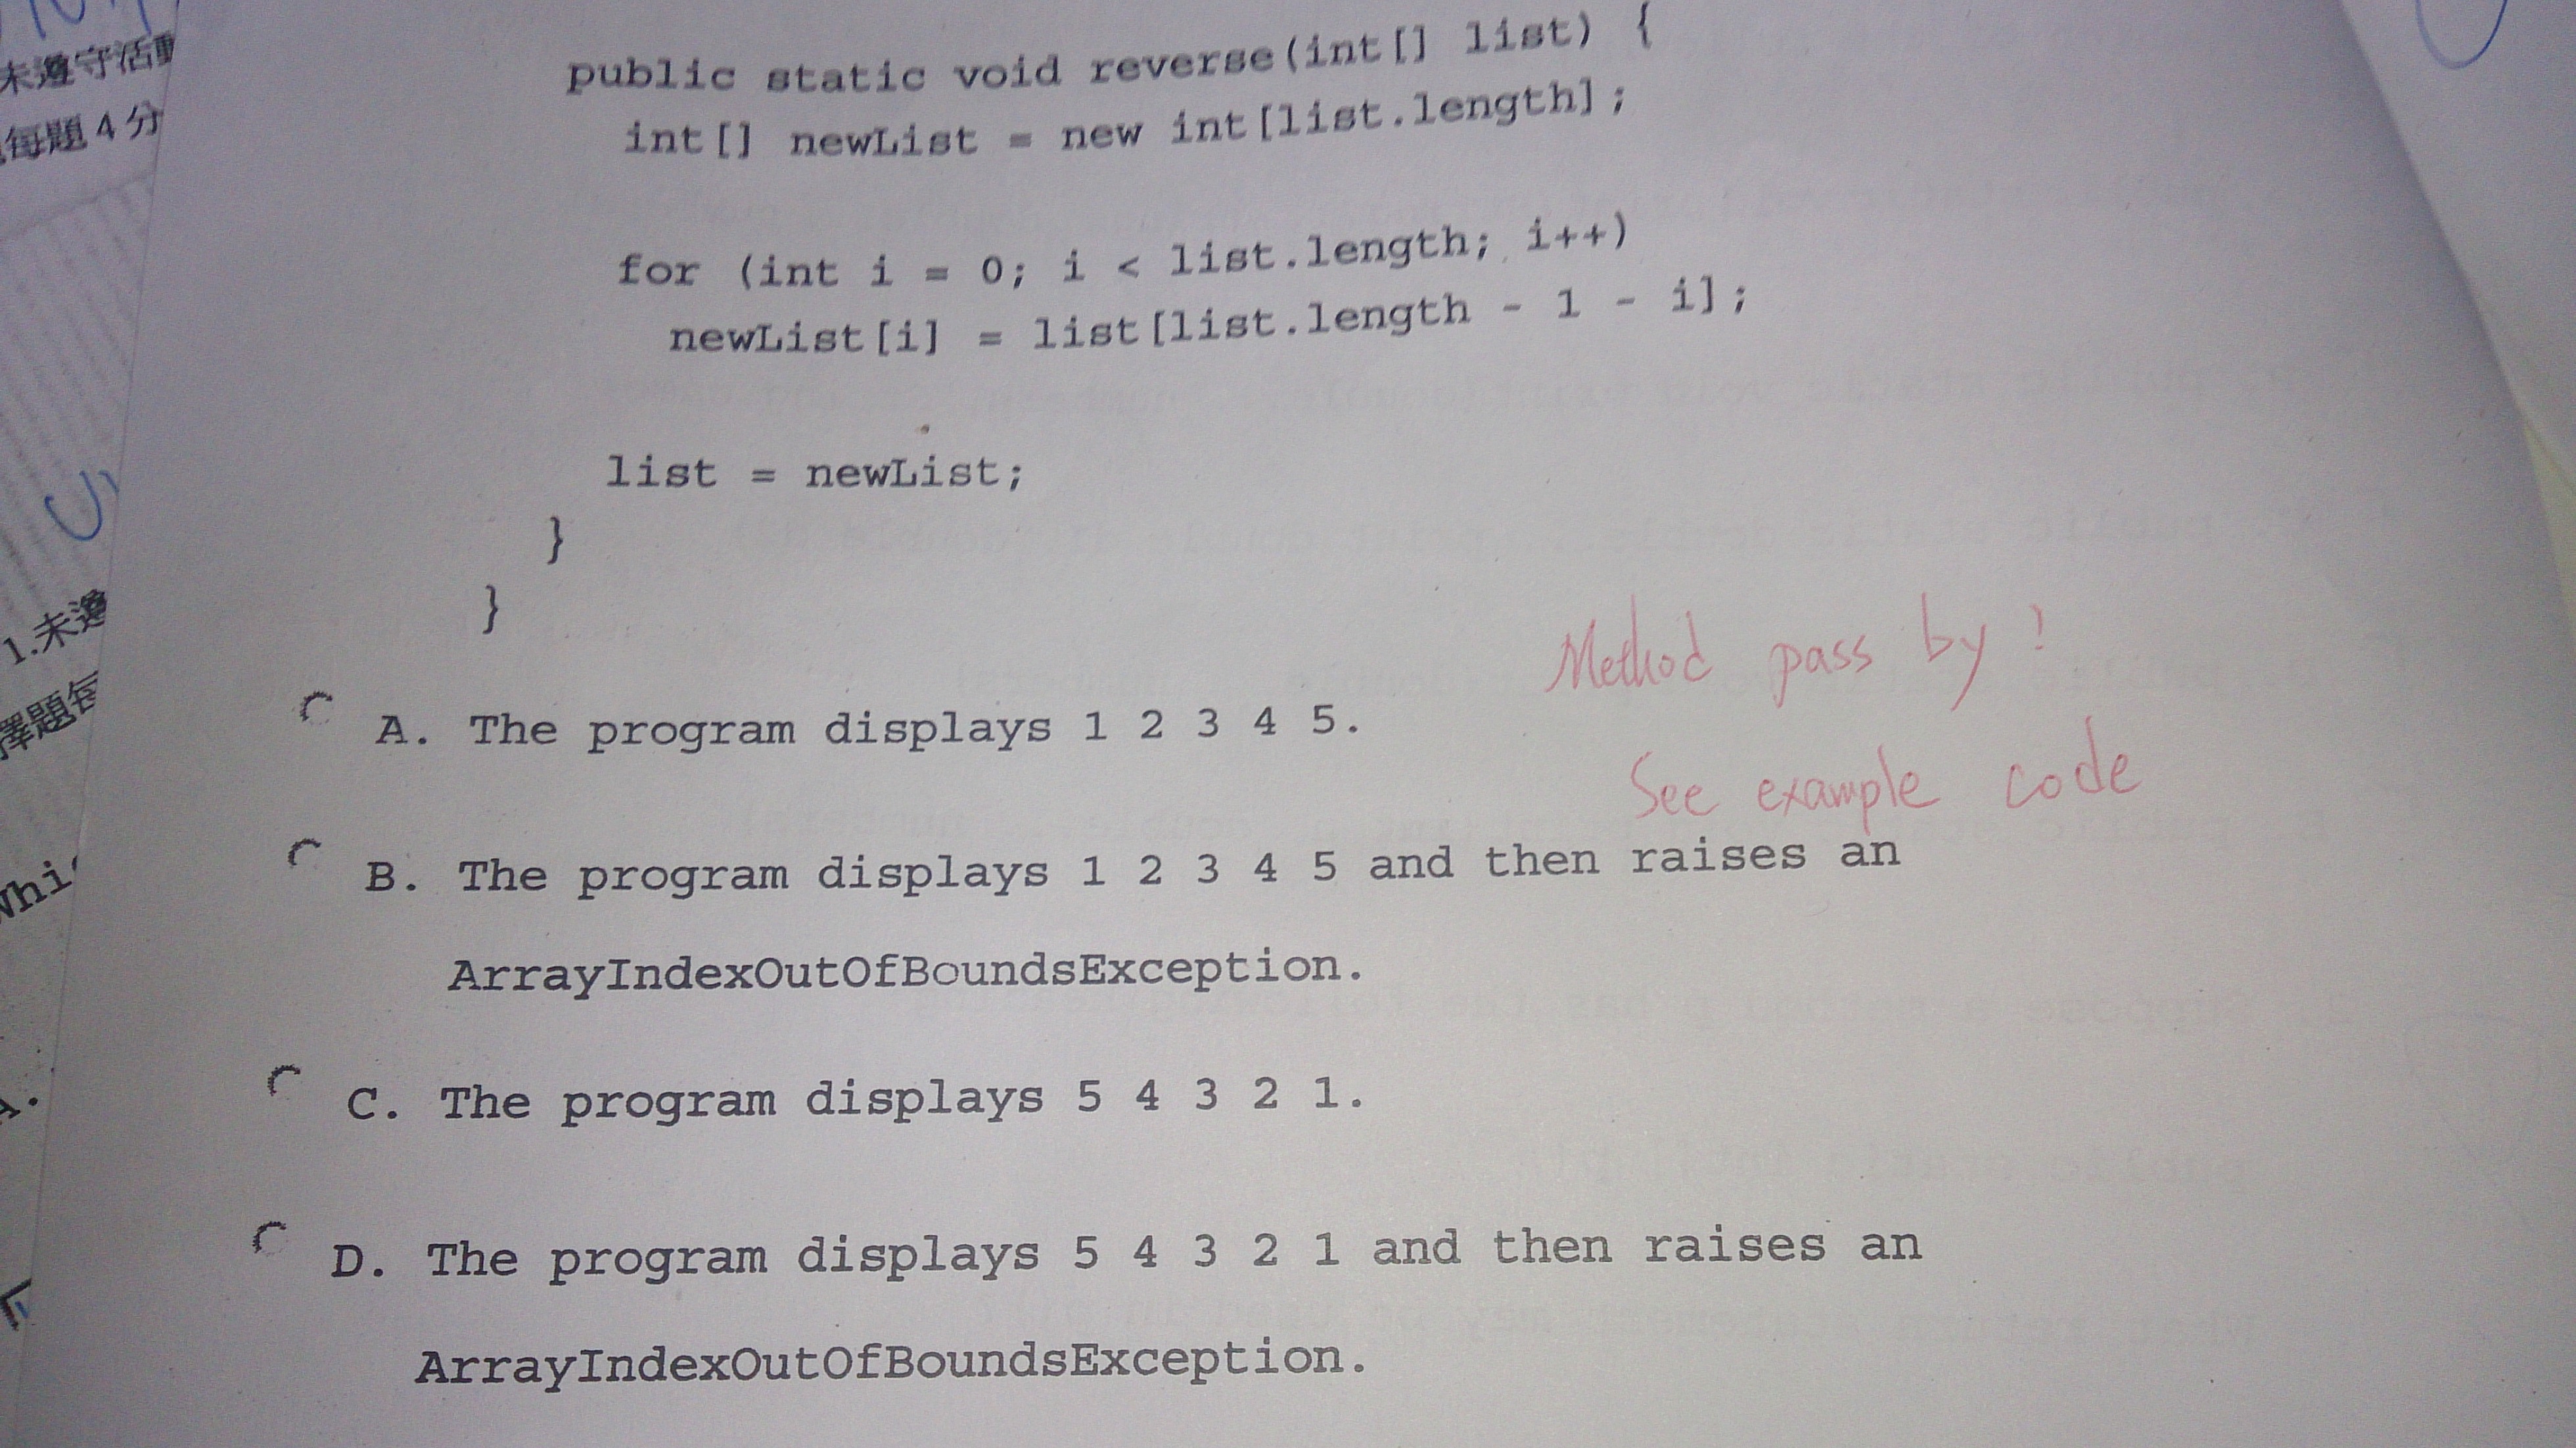 未遵守活動
每題4分
public static void reverse(int[] list) {
int[] newList = new int[list.length];
for (int i = 0; i < list.length; i++)
newList[i] = list[list.length - 1 - i];
list = newList;
}
}
1.未遵
擇題每
Method pass by ?
See example code
A. The program displays 1 2 3 4 5.
B. The program displays 1 2 3 4 5 and then raises an
ArrayIndexOutOfBoundsException.
C. The program displays 5 4 3 2 1.
D. The program displays 5 4 3 2 1 and then raises an
ArrayIndexOutOfBoundsException.